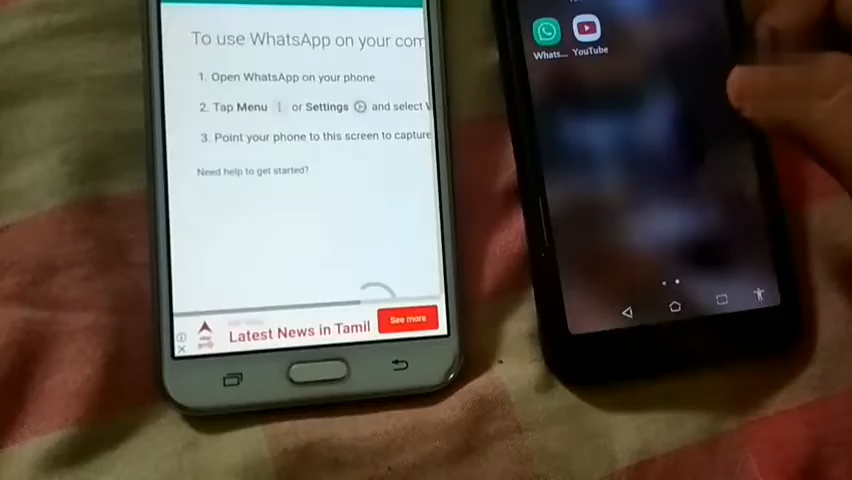 To use WhatsApp on your com
1. Open WhatsApp on your phone
2. Tap Menu or Settings and select
3. Point your phone to this screen to capture
Need help to get started?
Latest News in Tamil
See more
Whats...
YouTube